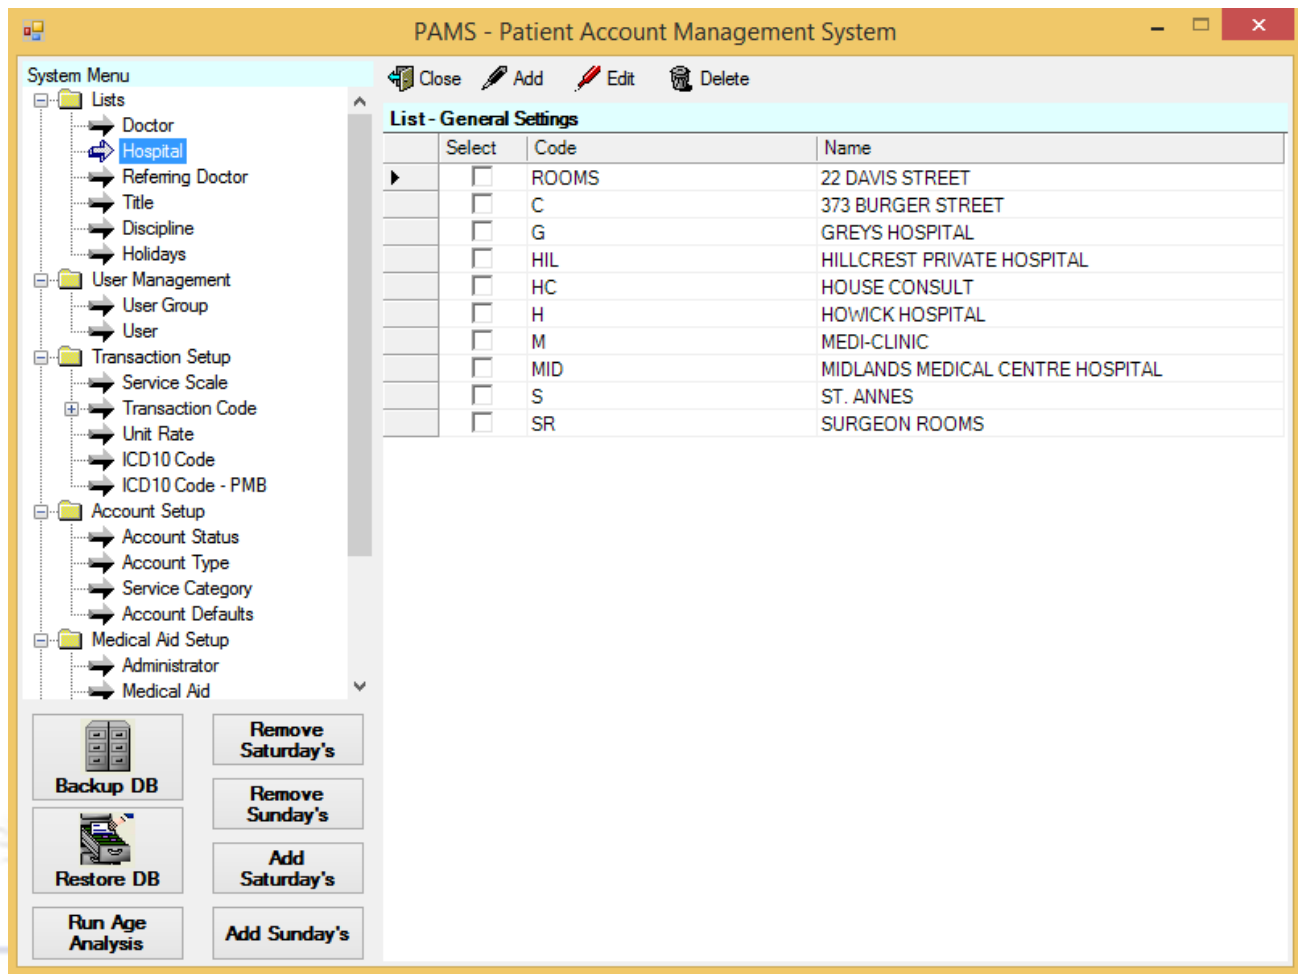 PAMS - Patient Account Management System
System Menu
Lists
Doctor
Hospital
Referring Doctor
Title
Discipline
Holidays
User Management
User Group
User
Transaction Setup
Service Scale
Transaction Code
Unit Rate
ICD10 Code
ICD10 Code - PMB
Account Setup
Account Status
Account Type
Service Category
Account Defaults
Medical Aid Setup
Administrator
Medical Aid
Backup DB
Restore DB
Run Age
Analysis
Remove
Saturday's
Remove
Sunday's
Add
Saturday's
Add Sunday's
Close Add Edit Delete
List - General Settings
Select Code Name
ROOMS 22 DAVIS STREET
C 373 BURGER STREET
G GREYS HOSPITAL
HIL HILLCREST PRIVATE HOSPITAL
HC HOUSE CONSULT
H HOWICK HOSPITAL
M MEDI-CLINIC
MID MIDLANDS MEDICAL CENTRE HOSPITAL
S ST. ANNES
SR SURGEON ROOMS